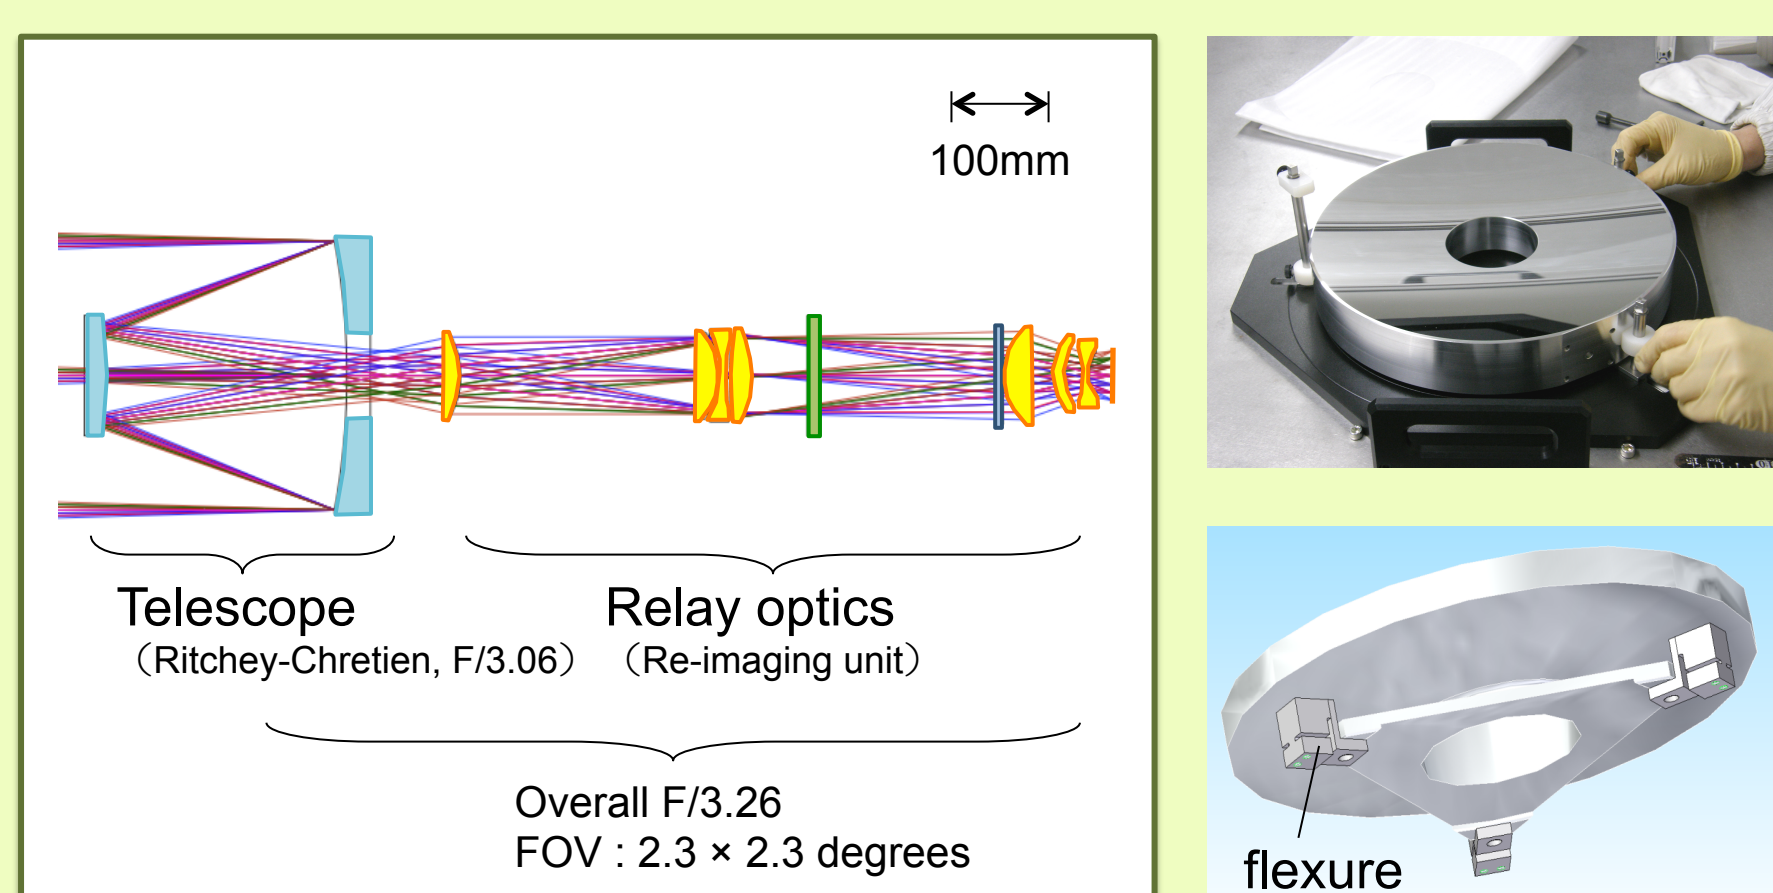 100mm
Telescope
（Ritchey-Chretien, F/3.06）
Relay optics
（Re-imaging unit）
Overall F/3.26
FOV : 2.3 × 2.3 degrees
flexure